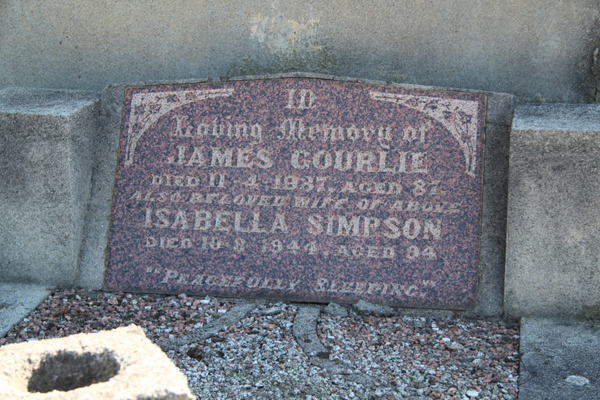 IN
Loving Memory of
JAMES GOURLIE
DIED 11.4.1937. AGED 87.
ALSO BELOVED WIFE OF ABOVE
ISABELLA SIMPSON
DIED 10.8.1944. AGED 94
"PEACEFULLY SLEEPING."